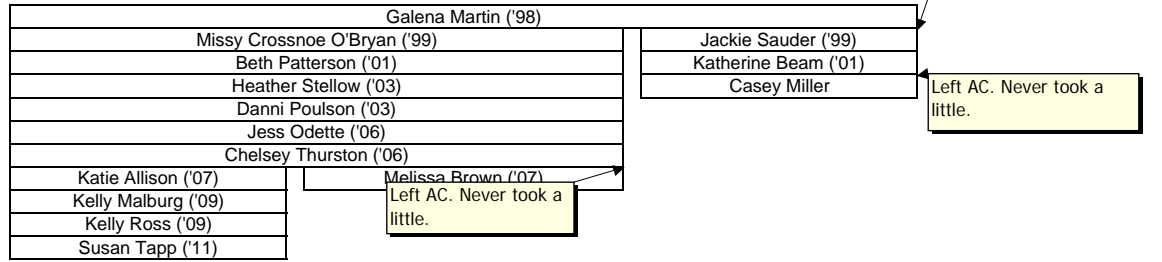 Galena Martin ('98)
Missy Crossnoe O'Bryan ('99)
Jackie Sauder ('99)
Beth Patterson ('01)
Katherine Beam ('01)
Heather Stellow ('03)
Casey Miller
Left AC. Never took a
little.
Danni Poulson ('03)
Jess Odette ('06)
Chelsey Thurston ('06)
Katie Allison ('07)
Melissa Brown ('07)
Left AC. Never took a
little.
Kelly Malburg ('09)
Kelly Ross ('09)
Susan Tapp ('11)